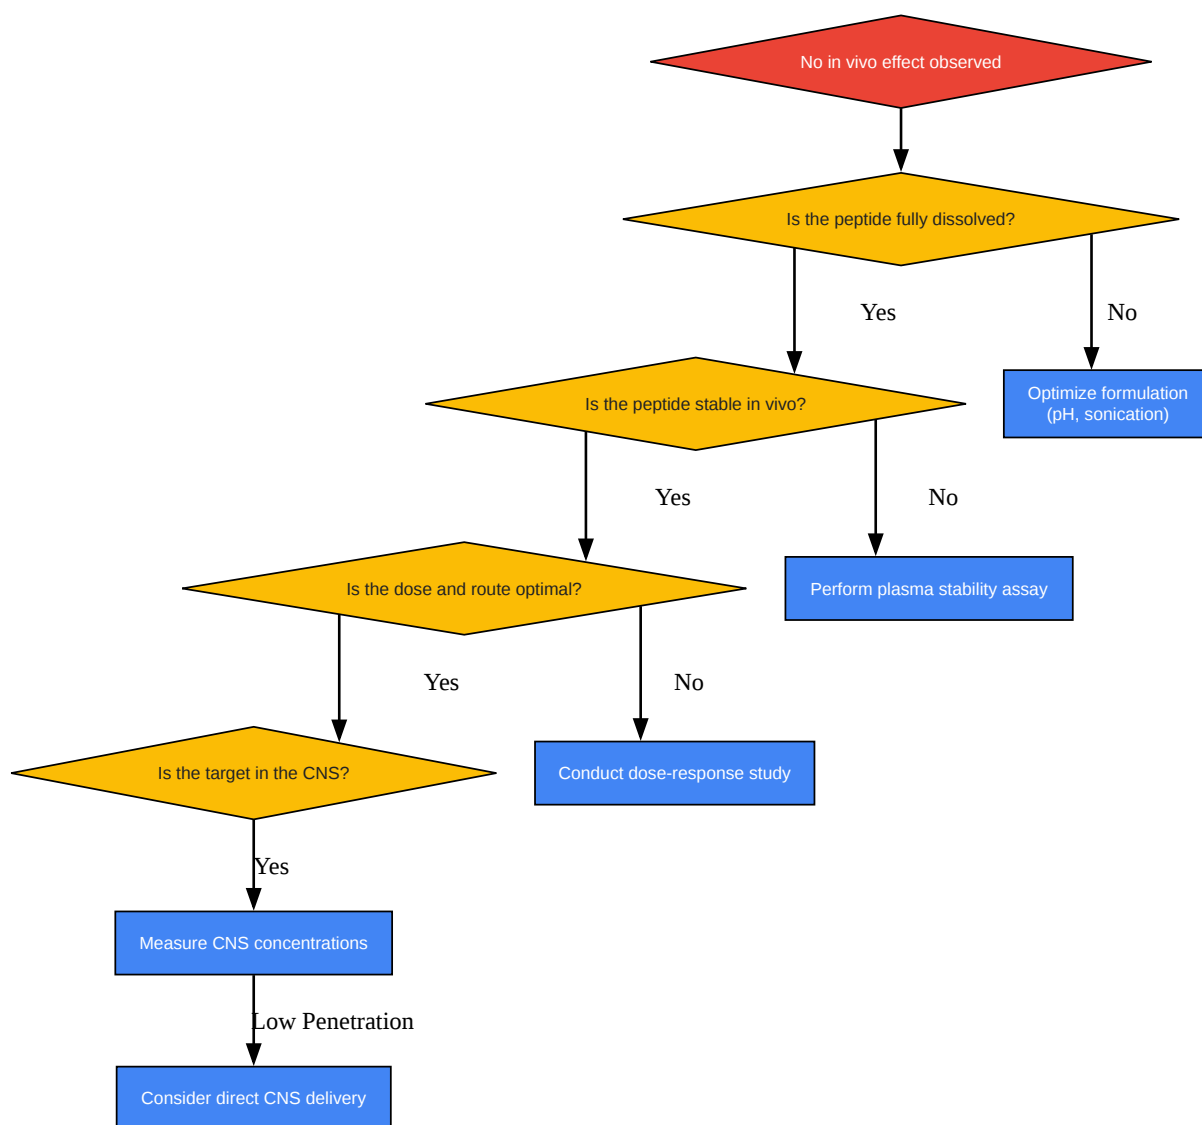 No in vivo effect observed
Is the peptide fully dissolved?
Yes
No
Is the peptide stable in vivo?
Optimize formulation
(pH, sonication)
Yes
No
Is the dose and route optimal?
Perform plasma stability assay
Yes
No
Is the target in the CNS?
Conduct dose-response study
Yes
Measure CNS concentrations
Low Penetration
Consider direct CNS delivery